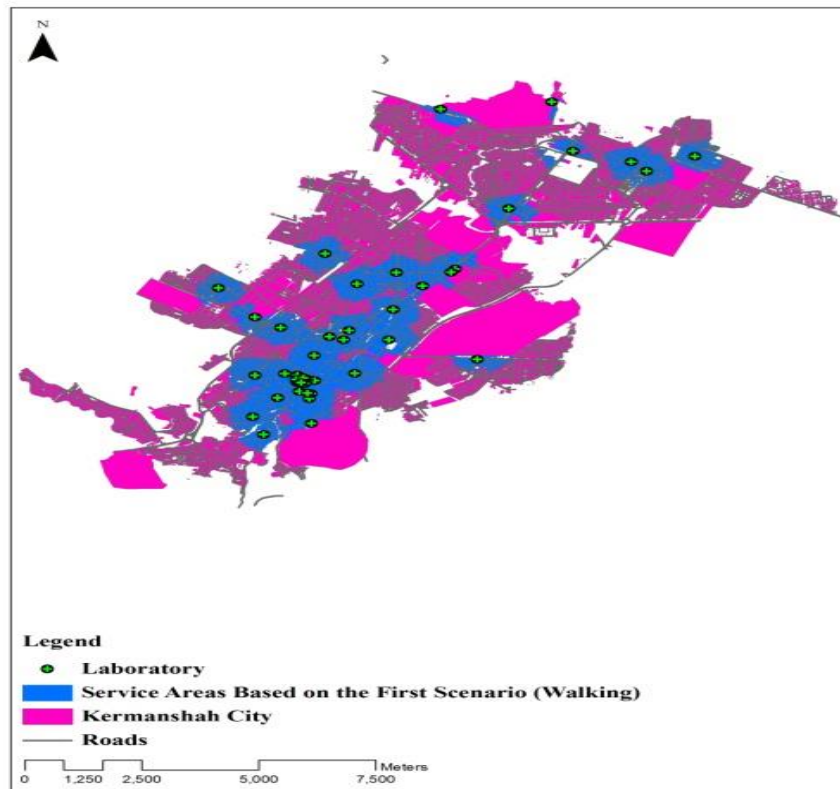 N
Legend
Laboratory
Service Areas Based on the First Scenario (Walking)
Kermanshah City
Roads
Meters
0 1,250 2,500 5,000 7,500